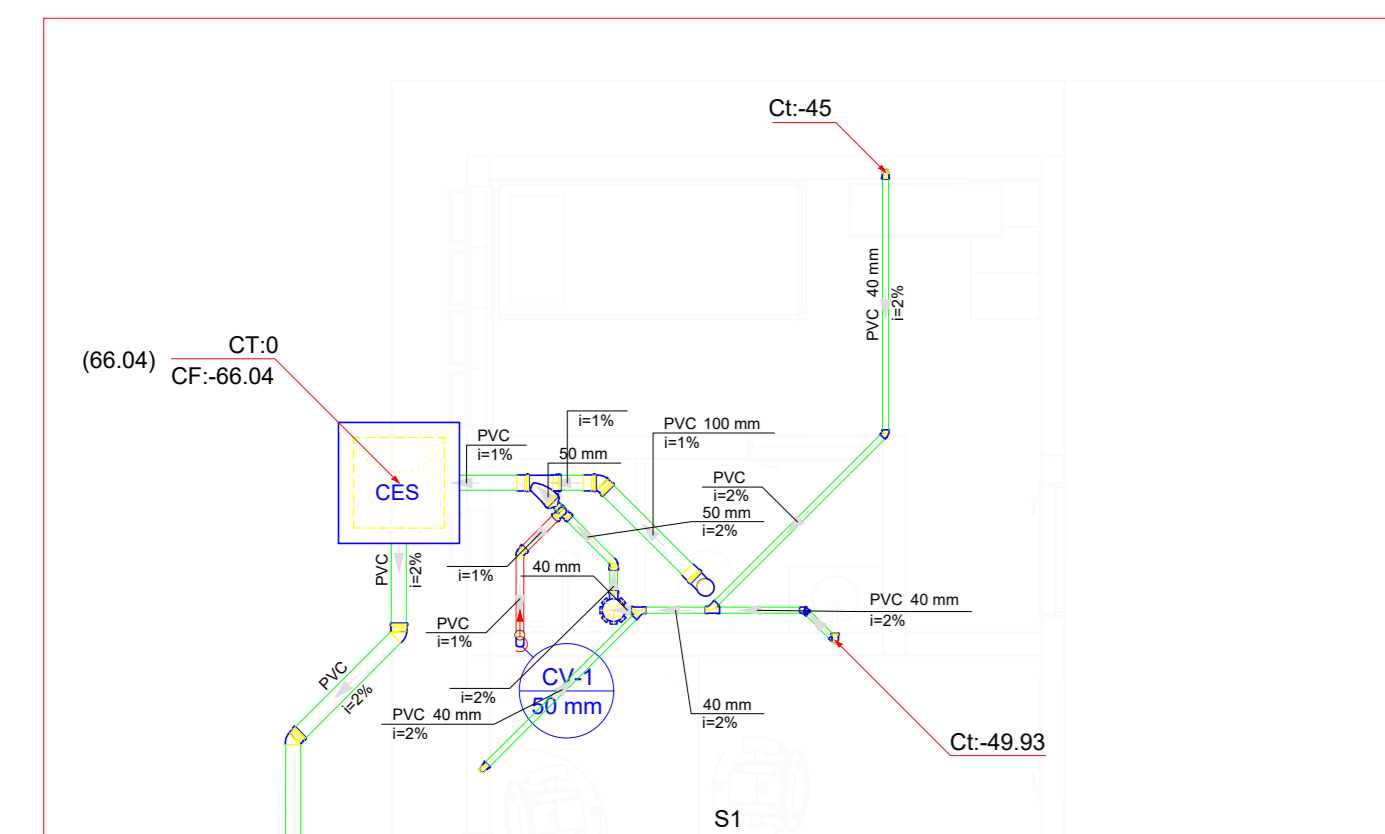 Ct:-45
PVC 40 mm
i=2%
CT:0
(66.04)
CF:-66.04
i=1%
PVC 100 mm
i=1%
PVC
i=1%
50 mm
CES
PVC
i=2%
50 mm
i=2%
PVC
i=2%
i=1%
40 mm
PVC 40 mm
i=2%
PVC
i=1%
PVC
i=2%
CV-1
50 mm
i=2%
PVC 40 mm
i=2%
40 mm
i=2%
Ct:-49.93
S1